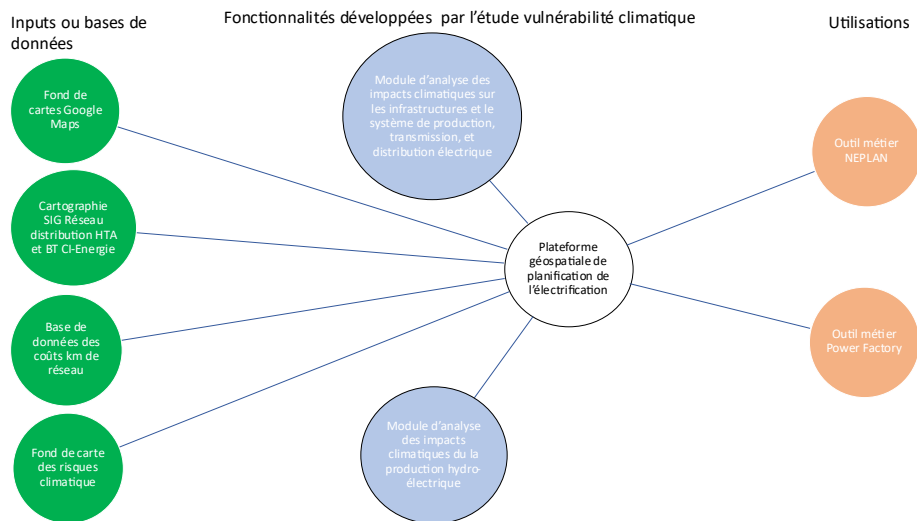 Inputs ou bases de
données
Fonctionnalités développées par l'étude vulnérabilité climatique
Utilisations
Fond de
cartes Google
Maps
Cartographie
SIG Réseau
distribution HTA
et BT CI-Energie
Base de
données des
coûts km de
réseau
Fond de carte
des risques
climatique
Module d'analyse des
impacts climatiques sur
les infrastructures et le
système de production,
transmission, et
distribution électrique
Plateforme
géospatiale de
planification de
l'électrification
Module d'analyse
des impacts
climatiques du la
production hydro-
électrique
Outil métier
NEPLAN
Outil métier
Power Factory